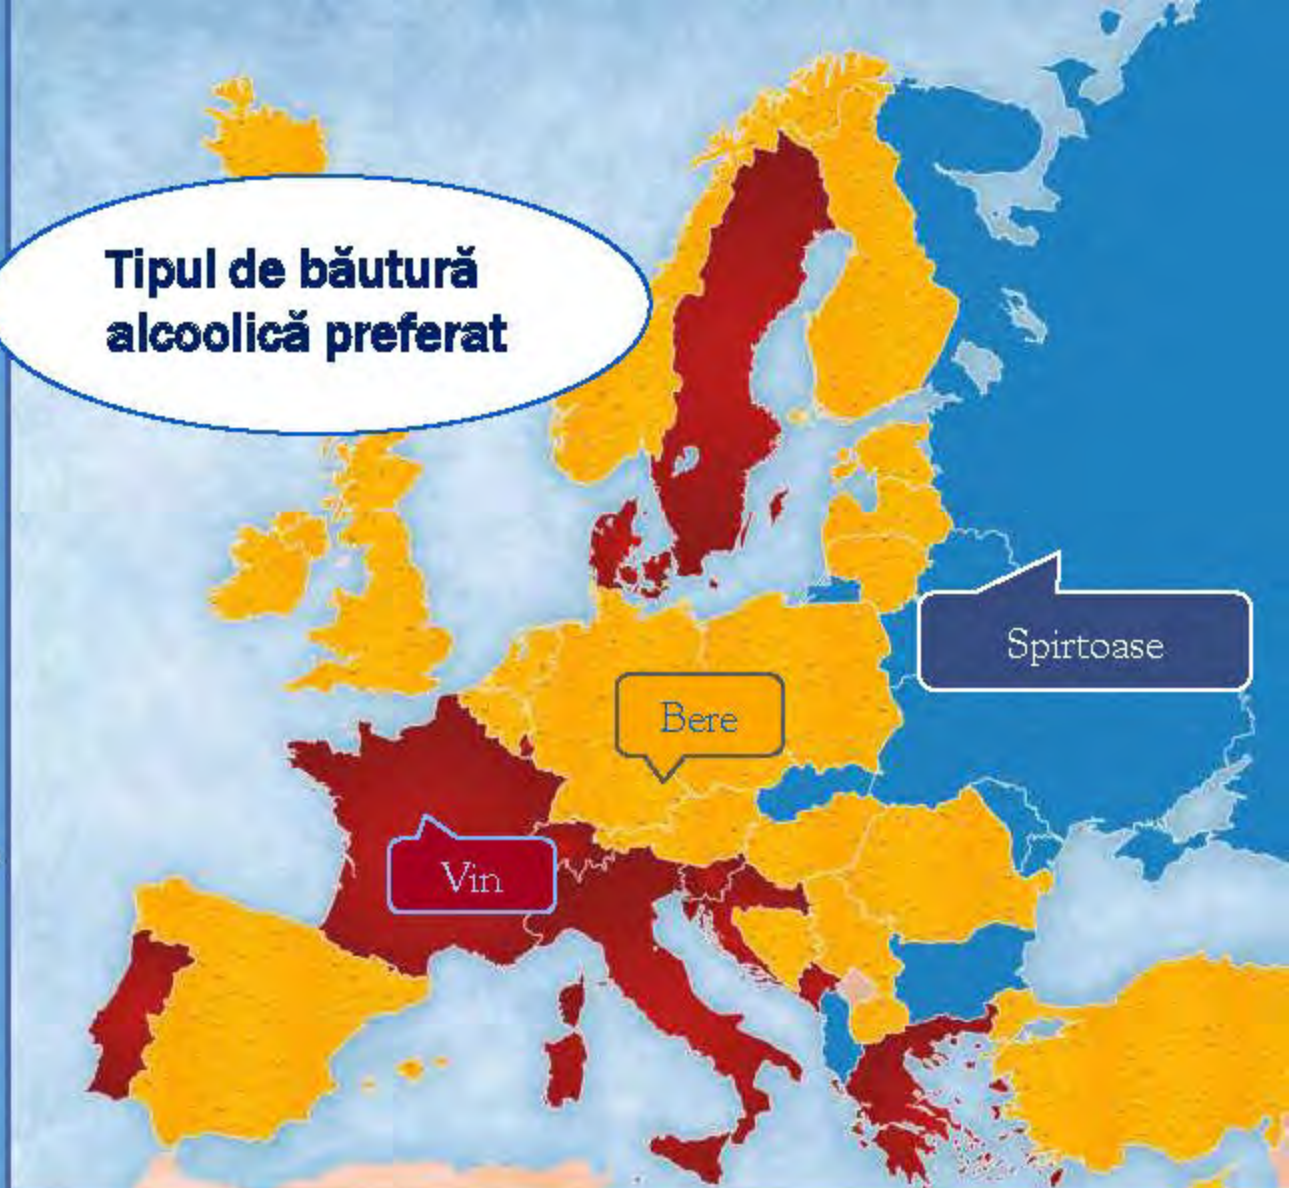 Tipul de băutură
alcoolică preferat
Spirtoase
Bere
Vin